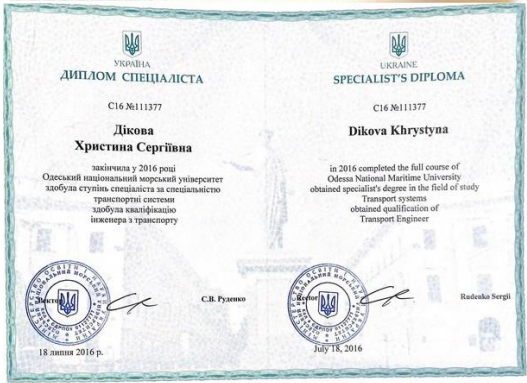 УКРАЇНА
ДИПЛОМ СПЕЦІАЛІСТА
С16 №111377
Дікова
Христина Сергіївна
закінчила у 2016 році
Одеський національний морський університет
здобула ступінь спеціаліста за спеціальністю
транспортні системи
здобула кваліфікацію
інженера з транспорту
Ректор
С.В. Руденко
18 липня 2016 р.
UKRAINE
SPECIALIST'S DIPLOMA
C16 №111377
Dikova Khrystyna
in 2016 completed the full course of
Odessa National Maritime University
obtained specialist's degree in the field of study
Transport systems
obtained qualification of
Transport Engineer
Rector
Rudenko Sergii
July 18, 2016